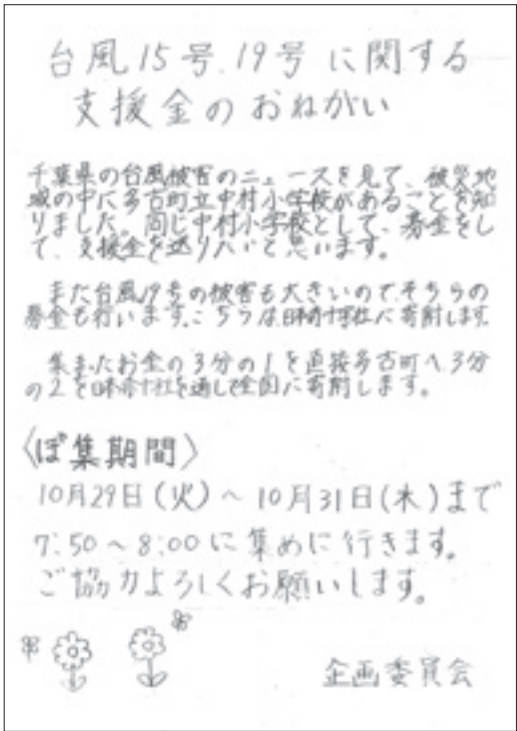 台風15号、19号に関する
支援金のおねがい
千葉県の台風被害のニュースを見て、被災地
域の中に多古町立中村小学校があることを知
りました。同じ中村小学校として、募金をし
て、支援金を送りたいと思います。
また台風19号の被害も大きいのでそちらの
募金も行います。こちらは日本赤十字社に寄附します。
集まったお金の3分の1を直接多古町へ3分
の2を日本赤十字社を通して全国に寄附します。
〈ぼ集期間〉
10月29日(火)～10月31日(木)まで
7:50～8:00に集めに行きます。
ご協力よろしくお願いします。
企画委員会